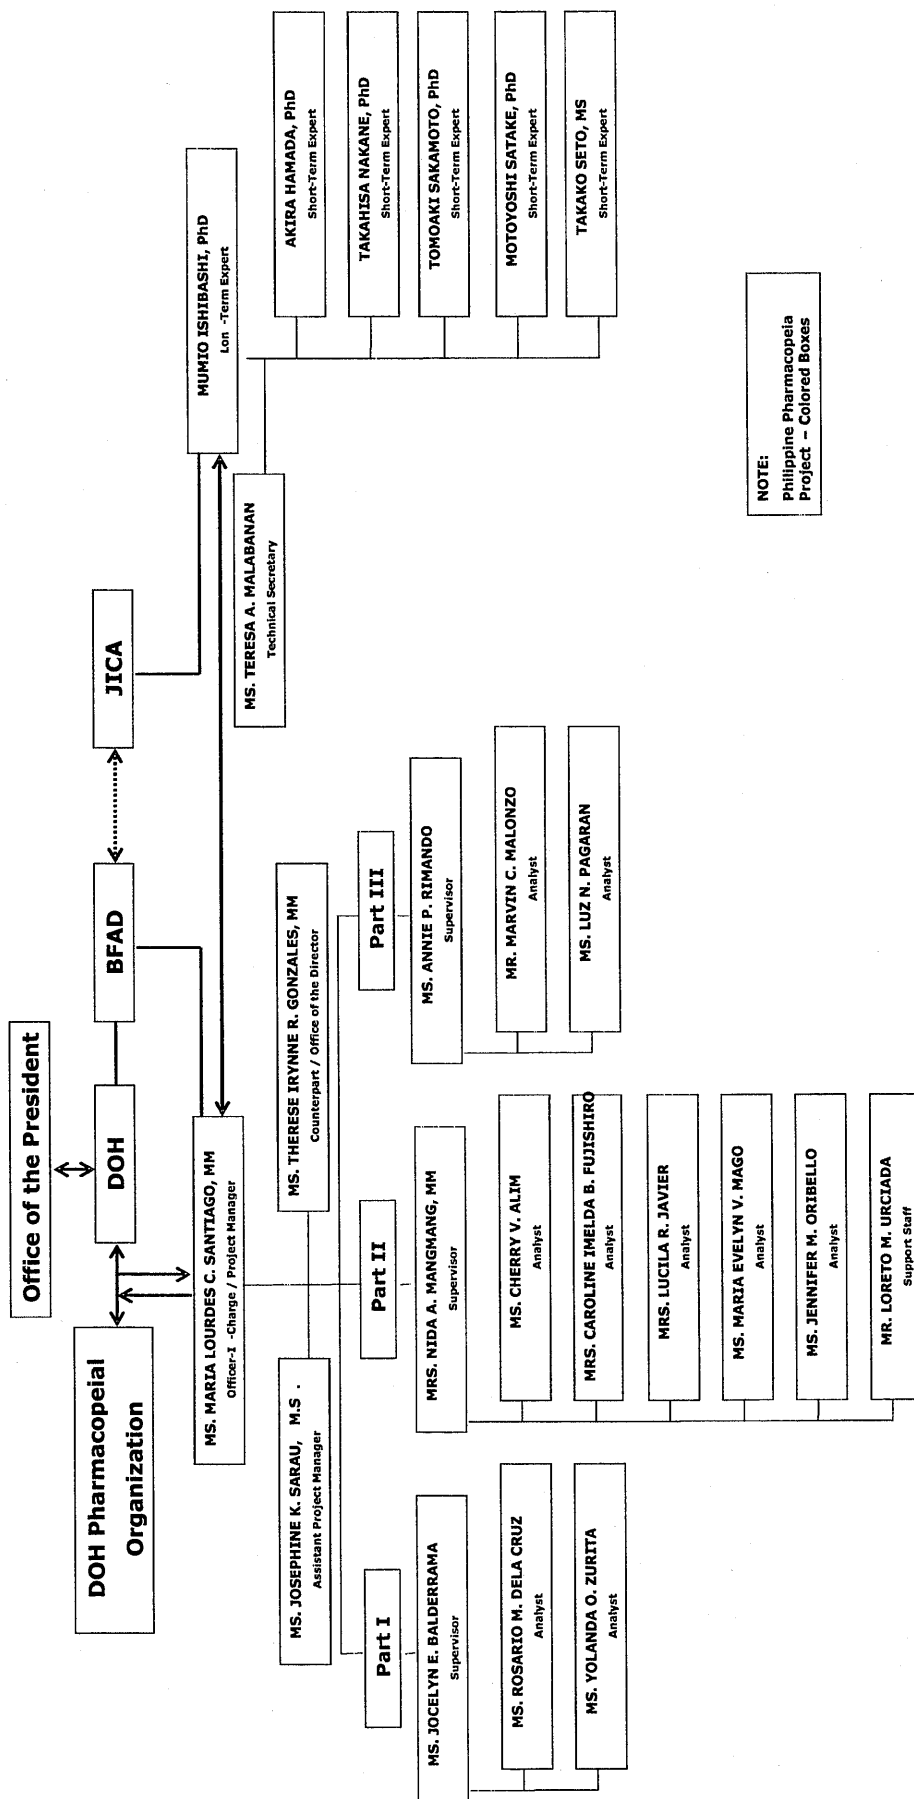 Office of the President
DOH Pharmacopeial
Organization
DOH
BFAD
JICA
MS. MARIA LOURDES C. SANTIAGO, MM
Officer-I -Charge / Project Manager
MUMIO ISHIBASHI, PhD
Lon -Term Expert
MS. TERESA A. MALABANAN
Technical Secretary
AKIRA HAMADA, PhD
Short-Term Expert
TAKAHISA NAKANE, PhD
Short-Term Expert
TOMOAKI SAKAMOTO, PhD
Short-Term Expert
MOTOYOSHI SATAKE, PhD
Short-Term Expert
TAKAKO SETO, MS
Short-Term Expert
MS. JOSEPHINE K. SARAU, M.S .
Assistant Project Manager
MS. THERESE IRYNNE R. GONZALES, MM
Counterpart / Office of the Director
Part I
MS. JOCELYN E. BALDERRAMA
Supervisor
MS. ROSARIO M. DELA CRUZ
Analyst
MS. YOLANDA O. ZURITA
Analyst
Part II
MRS. NIDA A. MANGMANG, MM
Supervisor
MS. CHERRY V. ALIM
Analyst
MRS. CAROLINE IMELDA B. FUJISHIRO
Analyst
MRS. LUCILA R. JAVIER
Analyst
MS. MARIA EVELYN V. MAGO
Analyst
MS. JENNIFER M. ORIBELLO
Analyst
MR. LORETO M. URCIADA
Support Staff
Part III
MS. ANNIE P. RIMANDO
Supervisor
MR. MARVIN C. MALONZO
Analyst
MS. LUZ N. PAGARAN
Analyst
NOTE:
Philippine Pharmacopeia
Project – Colored Boxes